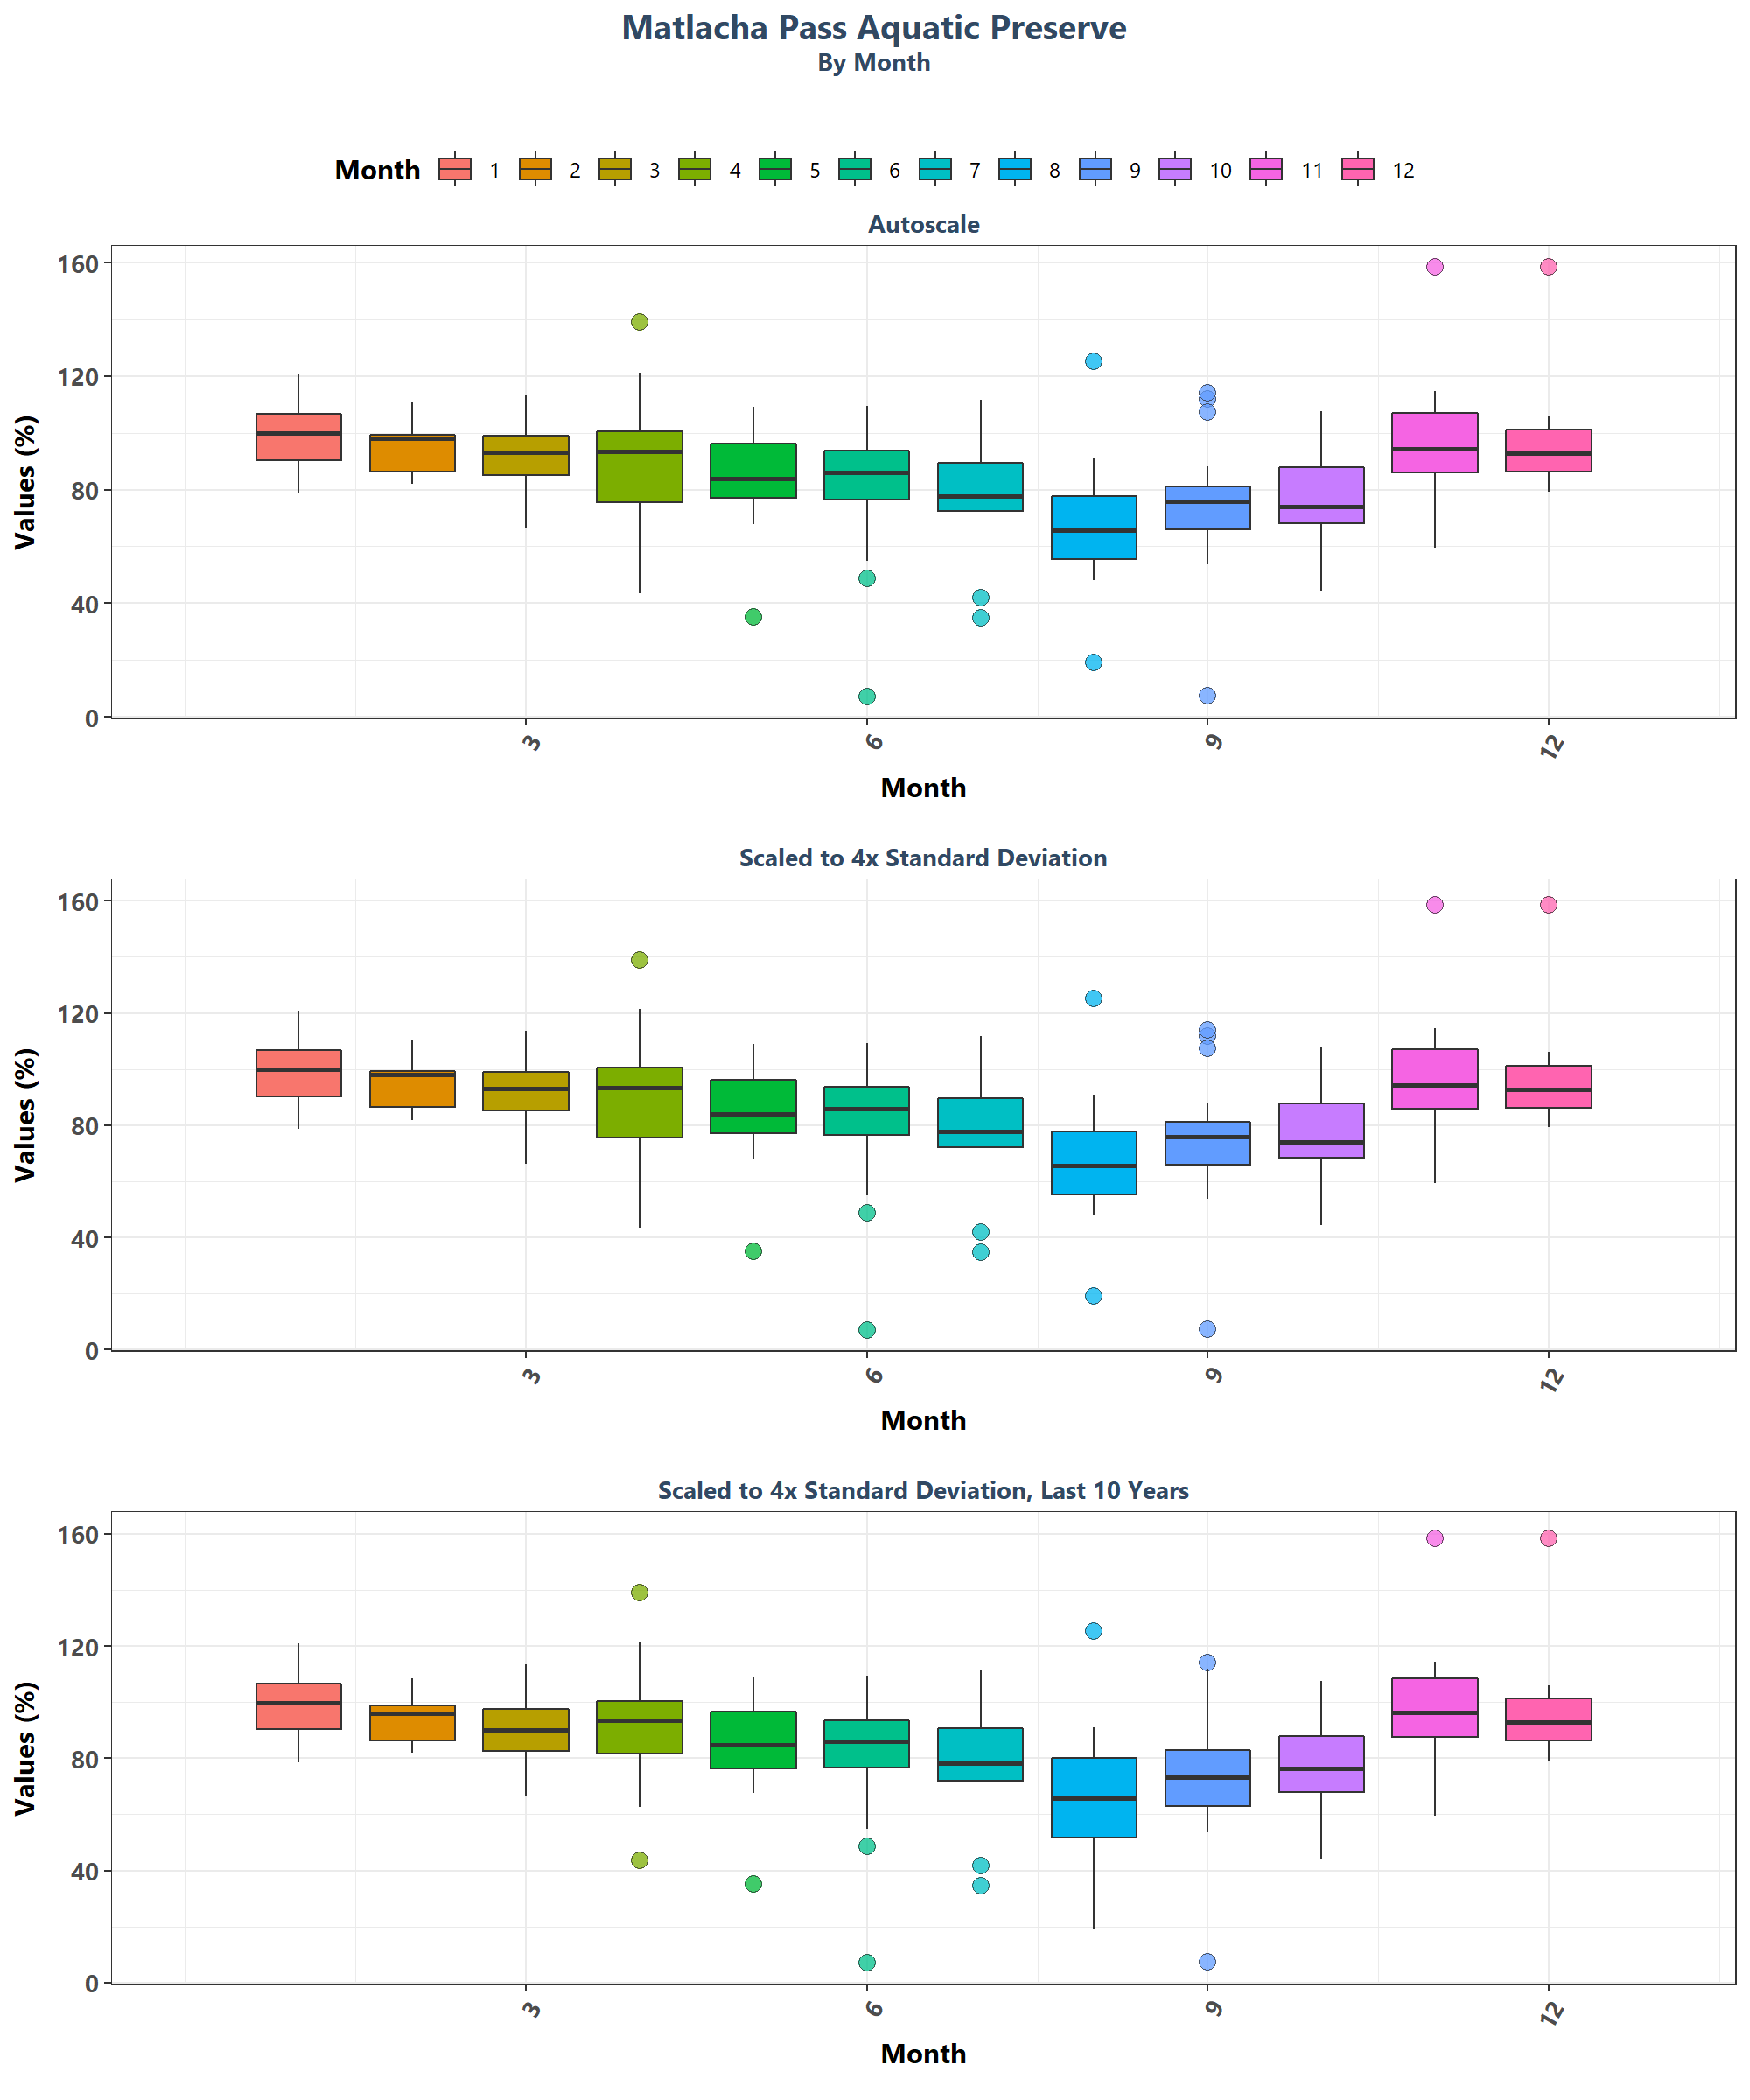 Matlacha Pass Aquatic Preserve
By Month
Month 1 2 3 4 5 6 7 8 9 10 11 12
Autoscale
Values (%)
160
120
80
40
0
3 6 9 12
Month
Scaled to 4x Standard Deviation
Values (%)
160
120
80
40
0
3 6 9 12
Month
Scaled to 4x Standard Deviation, Last 10 Years
Values (%)
160
120
80
40
0
3 6 9 12
Month